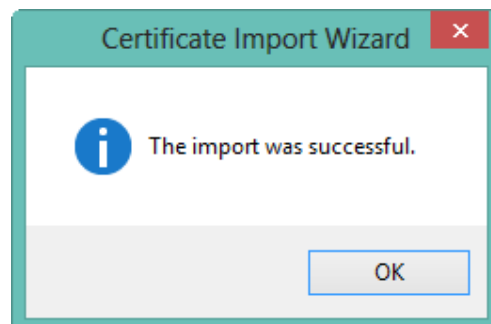 Certificate Import Wizard
The import was successful.
OK